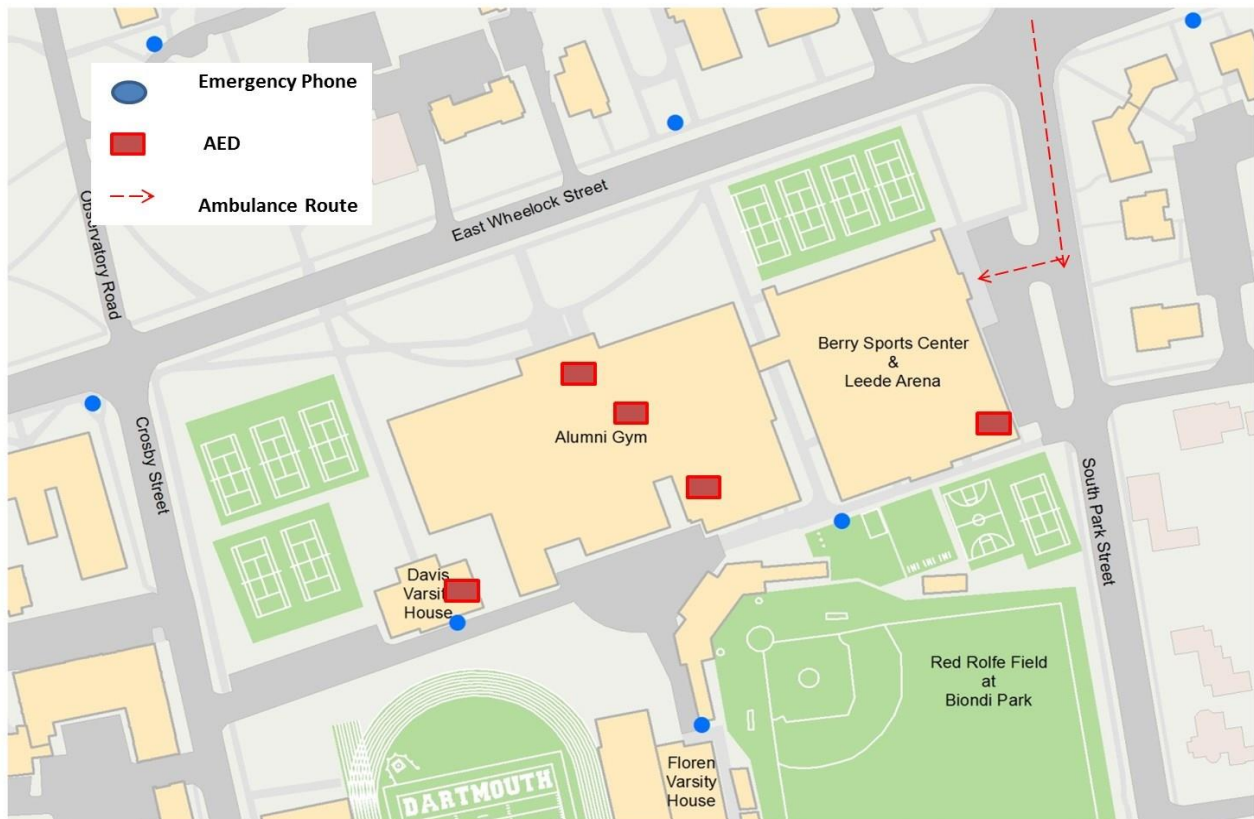 Emergency Phone
AED
Ambulance Route
Observatory Road
East Wheelock Street
Berry Sports Center
&
Leede Arena
Alumni Gym
Crosby Street
South Park Street
Davis
Varsity
House
Red Rolfe Field
at
Biondi Park
Floren
Varsity
House
DARTMOUTH